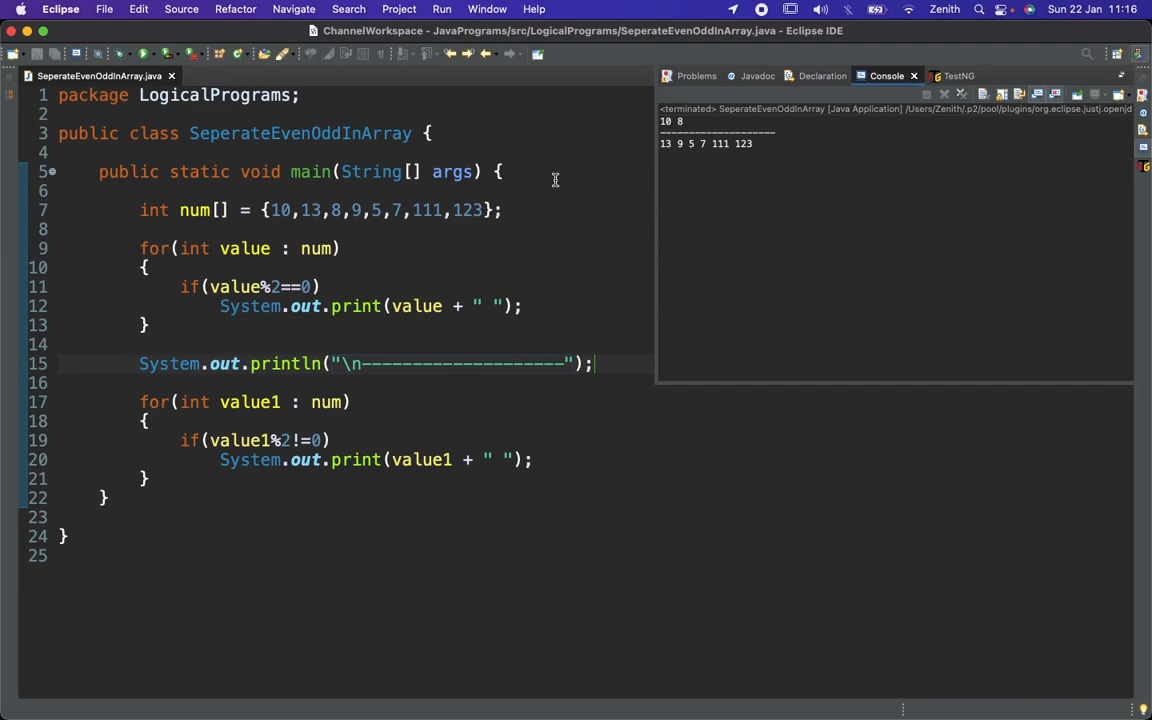 Eclipse File Edit Source Refactor Navigate Search Project Run Window Help Zenith Sun 22 Jan 11:16
ChannelWorkspace - JavaPrograms/src/LogicalPrograms/SeperateEvenOddInArray.java - Eclipse IDE
SeperateEvenOddInArray.java
Problems Javadoc Declaration Console TestNG
<terminated> SeperateEvenOddInArray [Java Application] /Users/Zenith/.p2/pool/plugins/org.eclipse.justj.openjd
10 8
--------------------
13 9 5 7 111 123
1 package LogicalPrograms;
2
3 public class SeperateEvenOddInArray {
4
5 public static void main(String[] args) {
6
7 int num[] = {10,13,8,9,5,7,111,123};
8
9 for(int value : num)
10 {
11 if(value%2==0)
12 System.out.print(value + " ");
13 }
14
15 System.out.println("\n--------------------");
16
17 for(int value1 : num)
18 {
19 if(value1%2!=0)
20 System.out.print(value1 + " ");
21 }
22 }
23
24 }
25